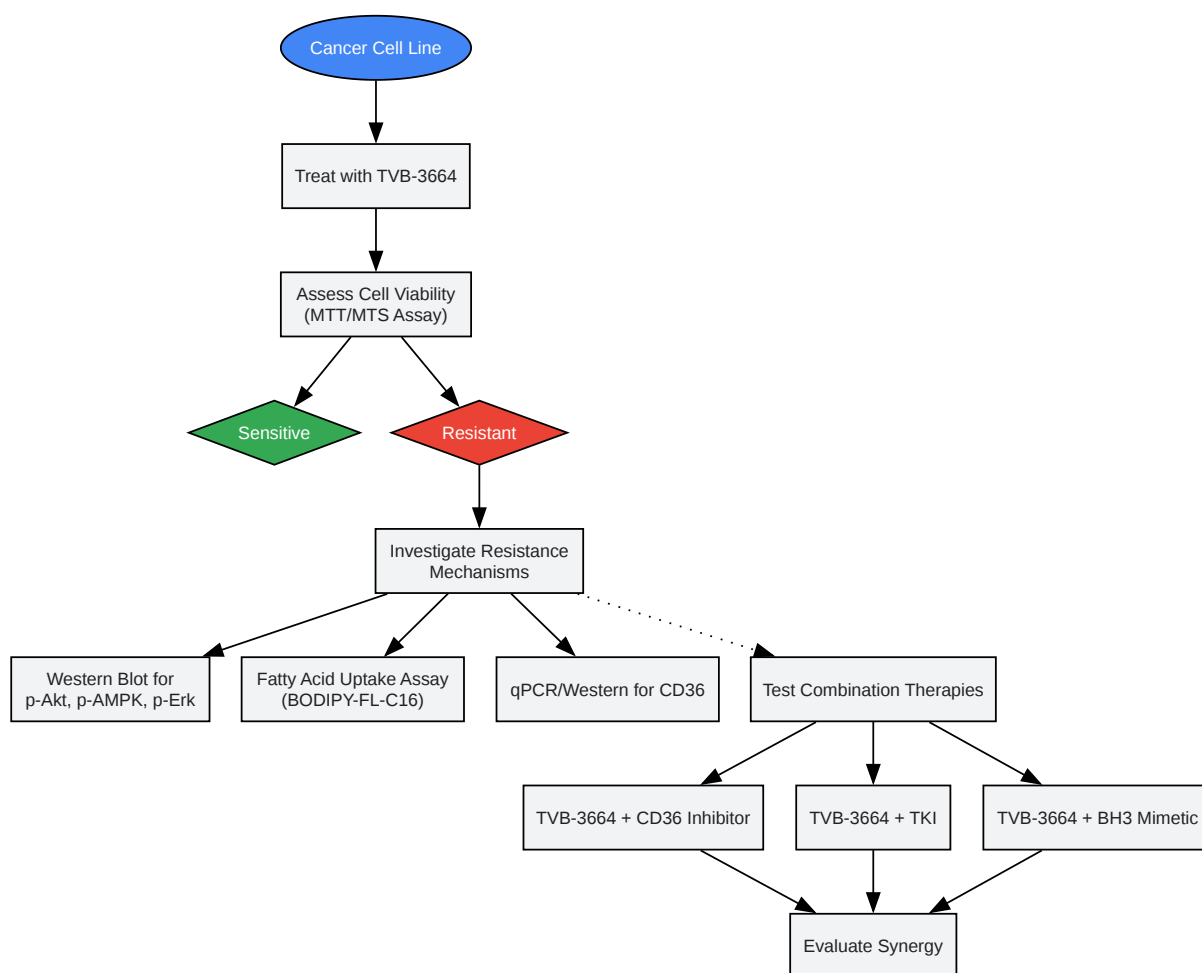 Cancer Cell Line
Treat with TVB-3664
Assess Cell Viability
(MTT/MTS Assay)
Sensitive
Resistant
Investigate Resistance
Mechanisms
Western Blot for
p-Akt, p-AMPK, p-Erk
Fatty Acid Uptake Assay
(BODIPY-FL-C16)
qPCR/Western for CD36
Test Combination Therapies
TVB-3664 + CD36 Inhibitor
TVB-3664 + TKI
TVB-3664 + BH3 Mimetic
Evaluate Synergy